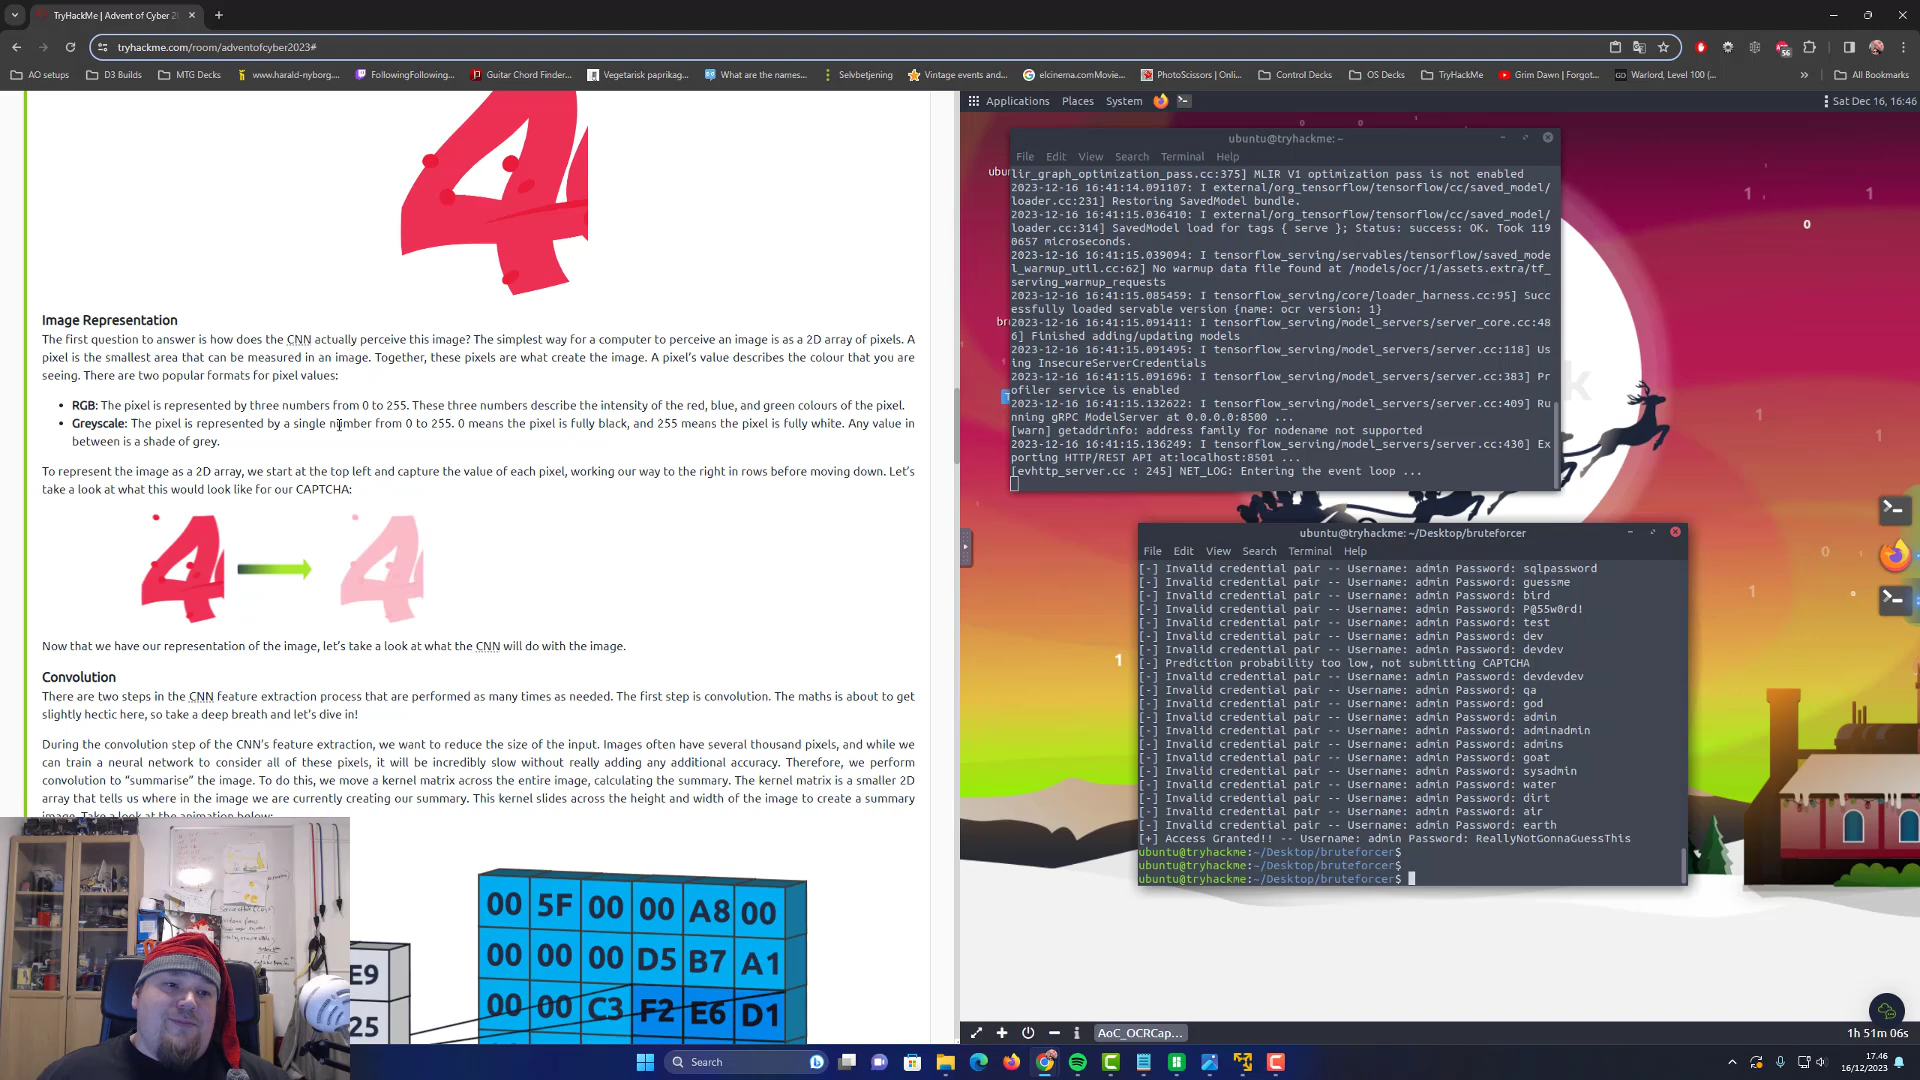 TryHackMe | Advent of Cyber 2
tryhackme.com/room/adventofcyber2023#
AO setups
D3 Builds
MTG Decks
www.harald-nyborg....
FollowingFollowing...
Guitar Chord Finder...
Vegetarisk paprikag...
What are the names...
Selvbetjening
Vintage events and...
elcinema.comMovie...
PhotoScissors | Onli...
Control Decks
OS Decks
TryHackMe
Grim Dawn | Forgot...
Warlord, Level 100 (...
All Bookmarks
Image Representation
The first question to answer is how does the CNN actually perceive this image? The simplest way for a computer to perceive an image is as a 2D array of pixels. A
pixel is the smallest area that can be measured in an image. Together, these pixels are what create the image. A pixel's value describes the colour that you are
seeing. There are two popular formats for pixel values:
• RGB: The pixel is represented by three numbers from 0 to 255. These three numbers describe the intensity of the red, blue, and green colours of the pixel.
• Greyscale: The pixel is represented by a single number from 0 to 255. 0 means the pixel is fully black, and 255 means the pixel is fully white. Any value in
between is a shade of grey.
To represent the image as a 2D array, we start at the top left and capture the value of each pixel, working our way to the right in rows before moving down. Let's
take a look at what this would look like for our CAPTCHA:
4 4
Now that we have our representation of the image, let's take a look at what the CNN will do with the image.
Convolution
There are two steps in the CNN feature extraction process that are performed as many times as needed. The first step is convolution. The maths is about to get
slightly hectic here, so take a deep breath and let's dive in!
During the convolution step of the CNN's feature extraction, we want to reduce the size of the input. Images often have several thousand pixels, and while we
can train a neural network to consider all of these pixels, it will be incredibly slow without really adding any additional accuracy. Therefore, we perform
convolution to "summarise" the image. To do this, we move a kernel matrix across the entire image, calculating the summary. The kernel matrix is a smaller 2D
array that tells us where in the image we are currently creating our summary. This kernel slides across the height and width of the image to create a summary
image. Take a look at the animation below:
00 5F 00 00 A8 00
00 00 00 D5 B7 A1
00 00 C3 F2 E6 D1
E9
25
Applications Places System
Sat Dec 16, 16:46
ubuntu@tryhackme: ~
File Edit View Search Terminal Help
lir_graph_optimization_pass.cc:375] MLIR V1 optimization pass is not enabled
2023-12-16 16:41:14.091107: I external/org_tensorflow/tensorflow/cc/saved_model/
loader.cc:231] Restoring SavedModel bundle.
2023-12-16 16:41:15.036410: I external/org_tensorflow/tensorflow/cc/saved_model/
loader.cc:314] SavedModel load for tags { serve }; Status: success: OK. Took 119
0657 microseconds.
2023-12-16 16:41:15.039094: I tensorflow_serving/servables/tensorflow/saved_mode
l_warmup_util.cc:62] No warmup data file found at /models/ocr/1/assets.extra/tf_
serving_warmup_requests
2023-12-16 16:41:15.085459: I tensorflow_serving/core/loader_harness.cc:95] Succ
essfully loaded servable version {name: ocr version: 1}
2023-12-16 16:41:15.091411: I tensorflow_serving/model_servers/server_core.cc:48
6] Finished adding/updating models
2023-12-16 16:41:15.091495: I tensorflow_serving/model_servers/server.cc:118] Us
ing InsecureServerCredentials
2023-12-16 16:41:15.091696: I tensorflow_serving/model_servers/server.cc:383] Pr
ofiler service is enabled
2023-12-16 16:41:15.132622: I tensorflow_serving/model_servers/server.cc:409] Ru
nning gRPC ModelServer at 0.0.0.0:8500 ...
[warn] getaddrinfo: address family for nodename not supported
2023-12-16 16:41:15.136249: I tensorflow_serving/model_servers/server.cc:430] Ex
porting HTTP/REST API at:localhost:8501 ...
[evhttp_server.cc : 245] NET_LOG: Entering the event loop ...
ubuntu@tryhackme: ~/Desktop/bruteforcer
File Edit View Search Terminal Help
[-] Invalid credential pair -- Username: admin Password: sqlpassword
[-] Invalid credential pair -- Username: admin Password: guessme
[-] Invalid credential pair -- Username: admin Password: bird
[-] Invalid credential pair -- Username: admin Password: P@55w0rd!
[-] Invalid credential pair -- Username: admin Password: test
[-] Invalid credential pair -- Username: admin Password: dev
[-] Invalid credential pair -- Username: admin Password: devdev
[-] Prediction probability too low, not submitting CAPTCHA
[-] Invalid credential pair -- Username: admin Password: devdevdev
[-] Invalid credential pair -- Username: admin Password: qa
[-] Invalid credential pair -- Username: admin Password: god
[-] Invalid credential pair -- Username: admin Password: admin
[-] Invalid credential pair -- Username: admin Password: adminadmin
[-] Invalid credential pair -- Username: admin Password: admins
[-] Invalid credential pair -- Username: admin Password: goat
[-] Invalid credential pair -- Username: admin Password: sysadmin
[-] Invalid credential pair -- Username: admin Password: water
[-] Invalid credential pair -- Username: admin Password: dirt
[-] Invalid credential pair -- Username: admin Password: air
[-] Invalid credential pair -- Username: admin Password: earth
[+] Access Granted!! -- Username: admin Password: ReallyNotGonnaGuessThis
ubuntu@tryhackme:~/Desktop/bruteforcer$
ubuntu@tryhackme:~/Desktop/bruteforcer$
ubuntu@tryhackme:~/Desktop/bruteforcer$
AoC_OCRCap...
1h 51m 06s
Search
17.46
16/12/2023